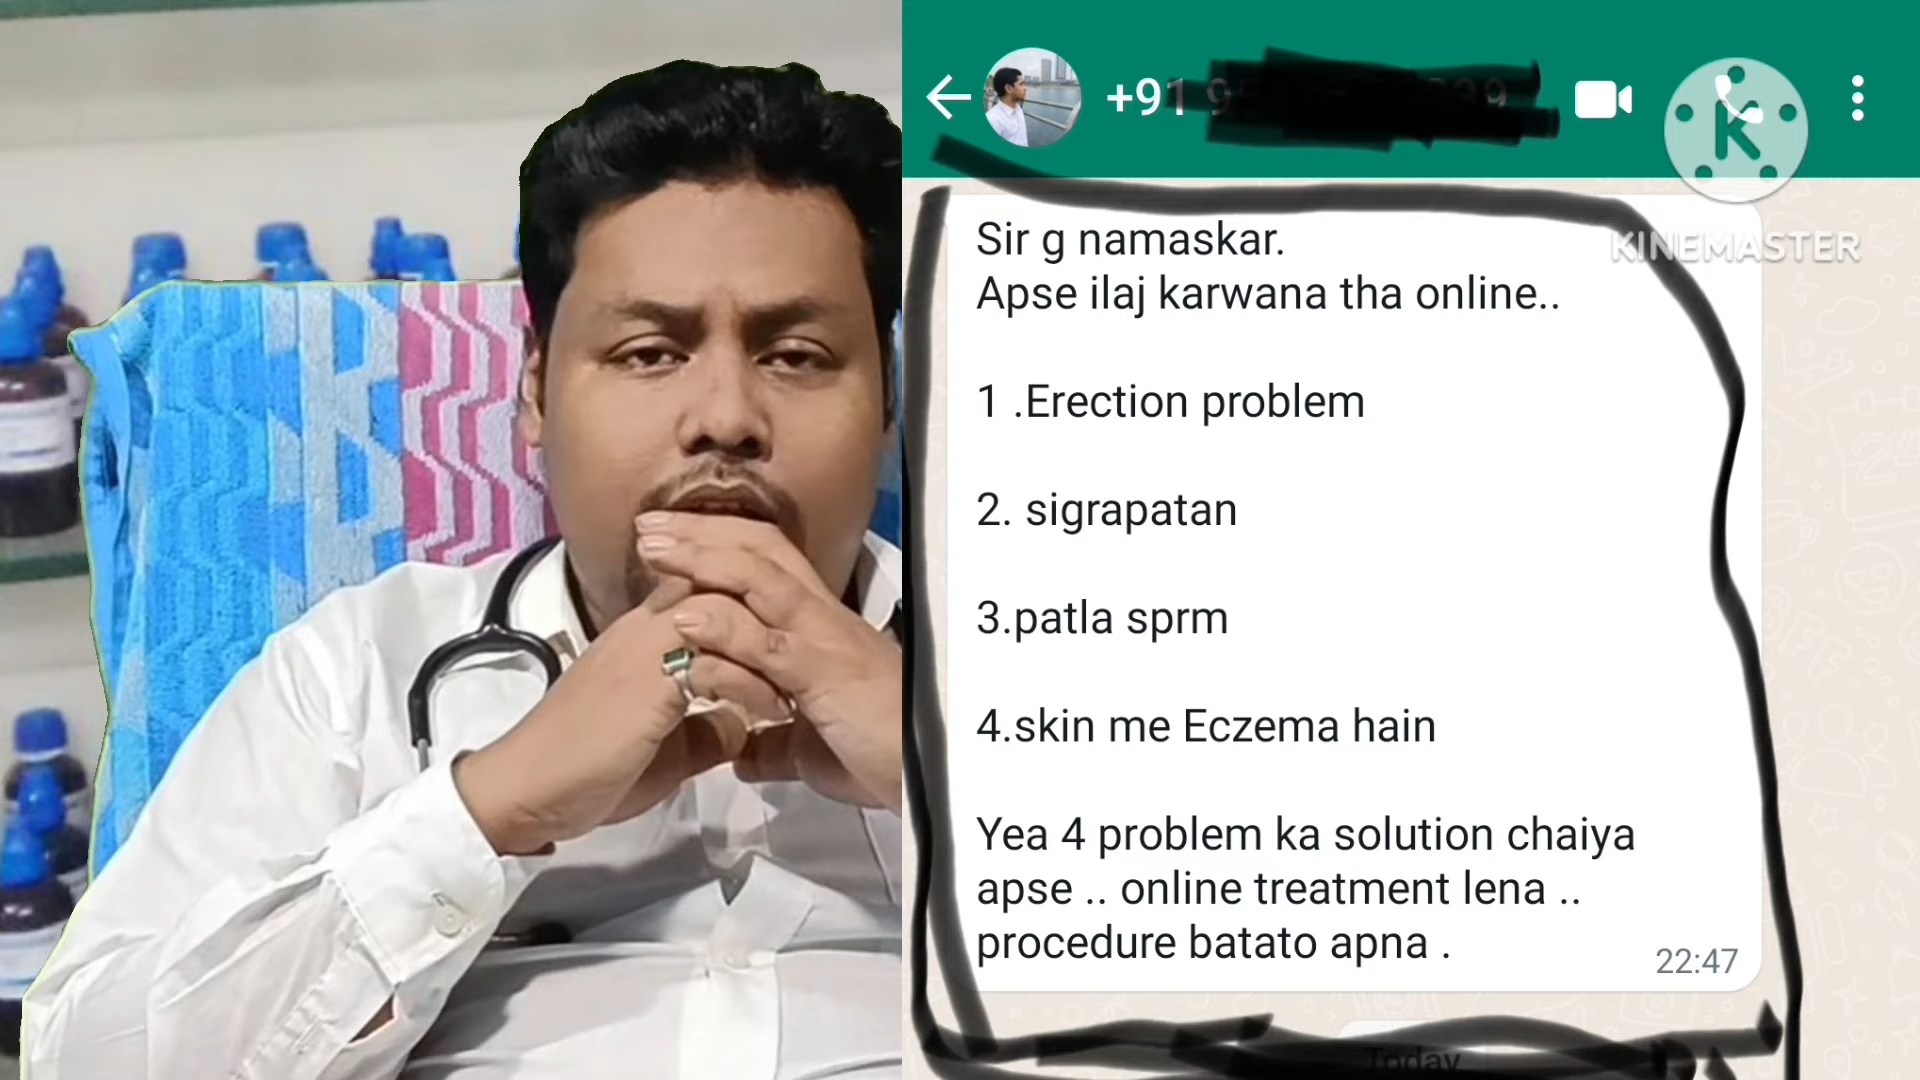 +91
K
KINEMASTER
Sir g namaskar.
Apse ilaj karwana tha online..
1 .Erection problem
2. sigrapatan
3.patla sprm
4.skin me Eczema hain
Yea 4 problem ka solution chaiya
apse .. online treatment lena ..
procedure batato apna .
22:47
Today